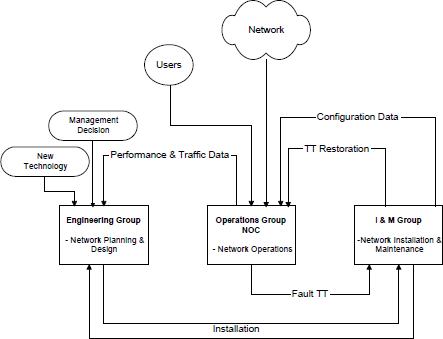 Network
Users
Management
Decision
New
Technology
Configuration Data
Performance & Traffic Data
TT Restoration
Engineering Group
- Network Planning &
Design
Operations Group
NOC
- Network Operations
I & M Group
-Network Installation &
Maintenance
Fault TT
Installation